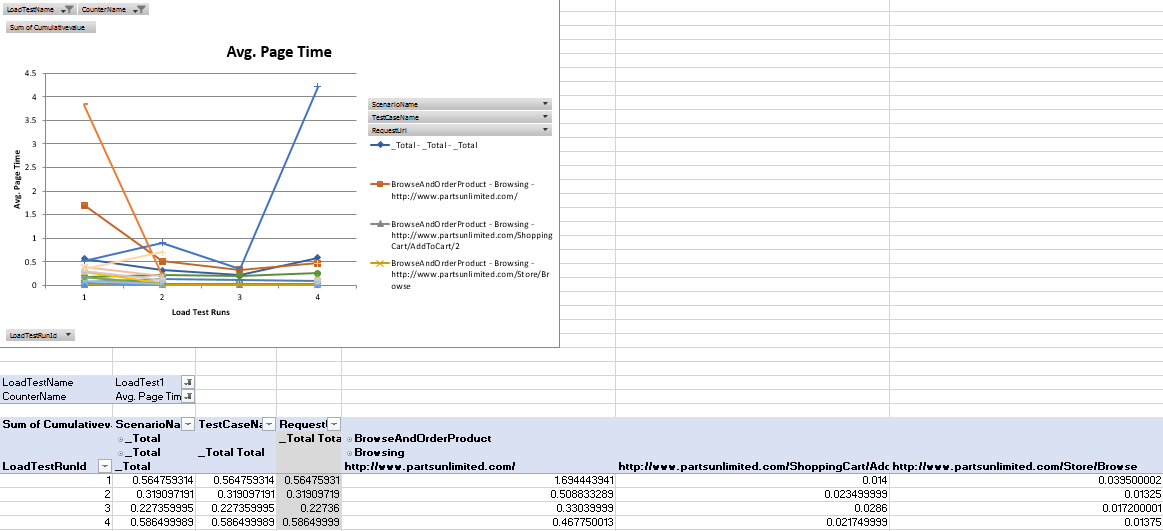 LoadTestName CounterName
Sum of Cumulativevalue
Avg. Page Time
4.5
4
3.5
3
2.5
2
1.5
1
0.5
0
Avg. Page Time
1 2 3 4
Load Test Runs
ScenarioName
TestCaseName
RequestUri
_Total - _Total - _Total
BrowseAndOrderProduct - Browsing -
http://www.partsunlimited.com/
BrowseAndOrderProduct - Browsing -
http://www.partsunlimited.com/Shopping
Cart/AddToCart/2
BrowseAndOrderProduct - Browsing -
http://www.partsunlimited.com/Store/Br
owse
LoadTestRunId
LoadTestName LoadTest1
CounterName Avg. Page Tim
Sum of Cumulativev ScenarioNa TestCaseNa Request
_Total _Total Tota BrowseAndOrderProduct
_Total _Total Total Browsing
LoadTestRunId _Total http://www.partsunlimited.com/ http://www.partsunlimited.com/ShoppingCart/Adc http://www.partsunlimited.com/Store/Browse
1 0.564759314 0.564759314 0.56475931 1.694443941 0.014 0.039500002
2 0.319097191 0.319097191 0.31909719 0.508833289 0.023499999 0.01325
3 0.227359995 0.227359995 0.22736 0.33039999 0.0286 0.017200001
4 0.586499989 0.586499989 0.58649999 0.467750013 0.021749999 0.01375